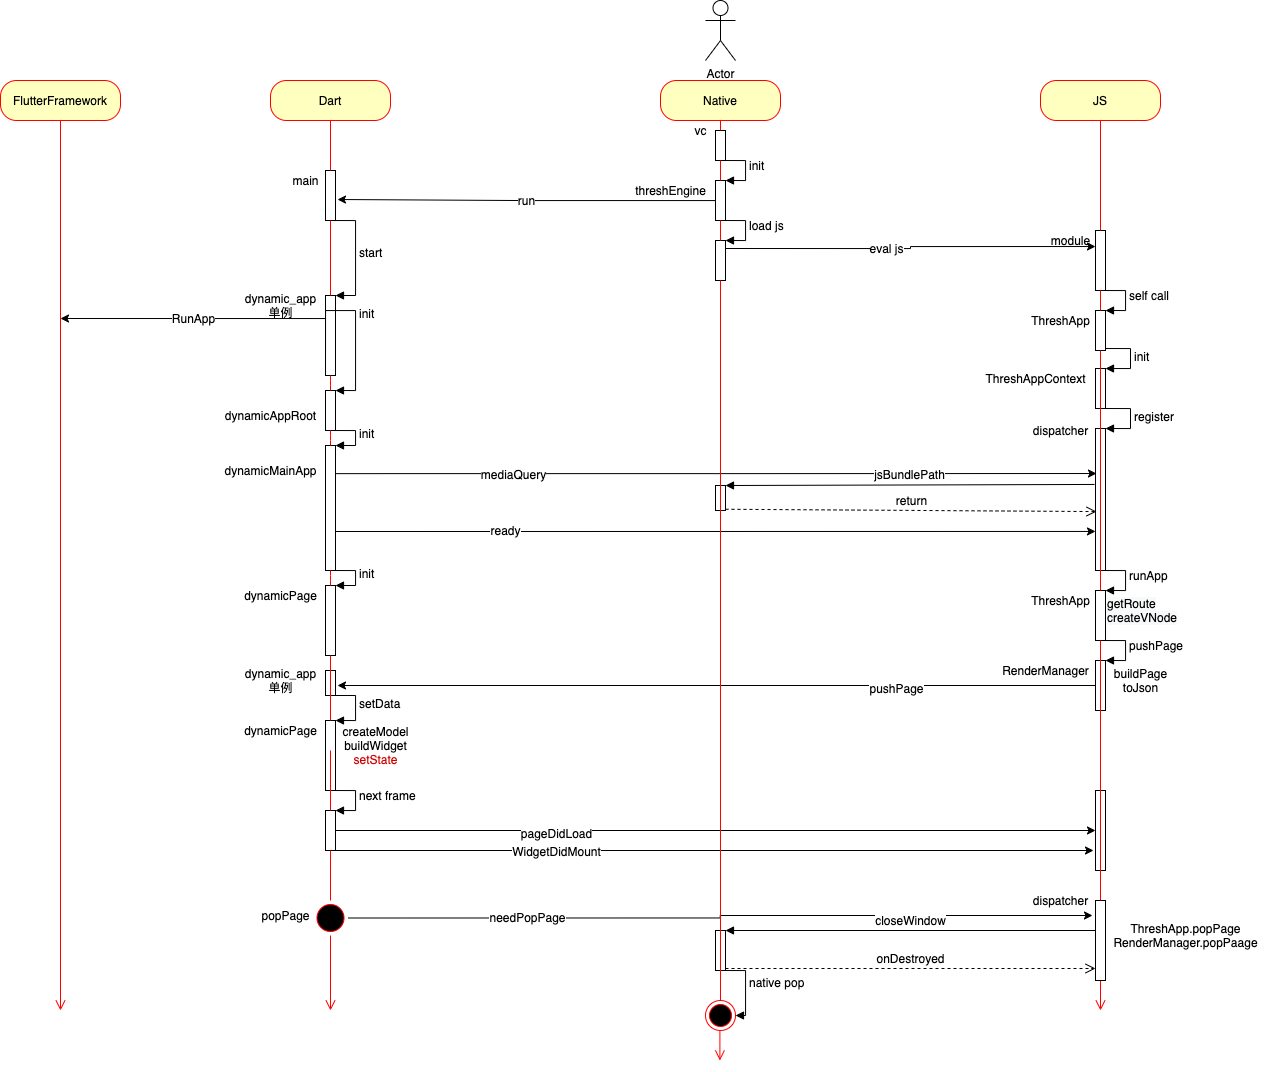 Actor
FlutterFramework
Dart
Native
JS
vc
init
main
threshEngine
run
load js
start
eval js
module
dynamic_app
单例
init
RunApp
self call
ThreshApp
init
ThreshAppContext
dynamicAppRoot
register
init
dispatcher
dynamicMainApp
mediaQuery
jsBundlePath
return
ready
init
runApp
dynamicPage
ThreshApp
getRoute
createVNode
pushPage
dynamic_app
单例
RenderManager
buildPage
toJson
pushPage
setData
dynamicPage
createModel
buildWidget
setState
next frame
pageDidLoad
WidgetDidMount
dispatcher
popPage
needPopPage
closeWindow
ThreshApp.popPage
RenderManager.popPaage
onDestroyed
native pop